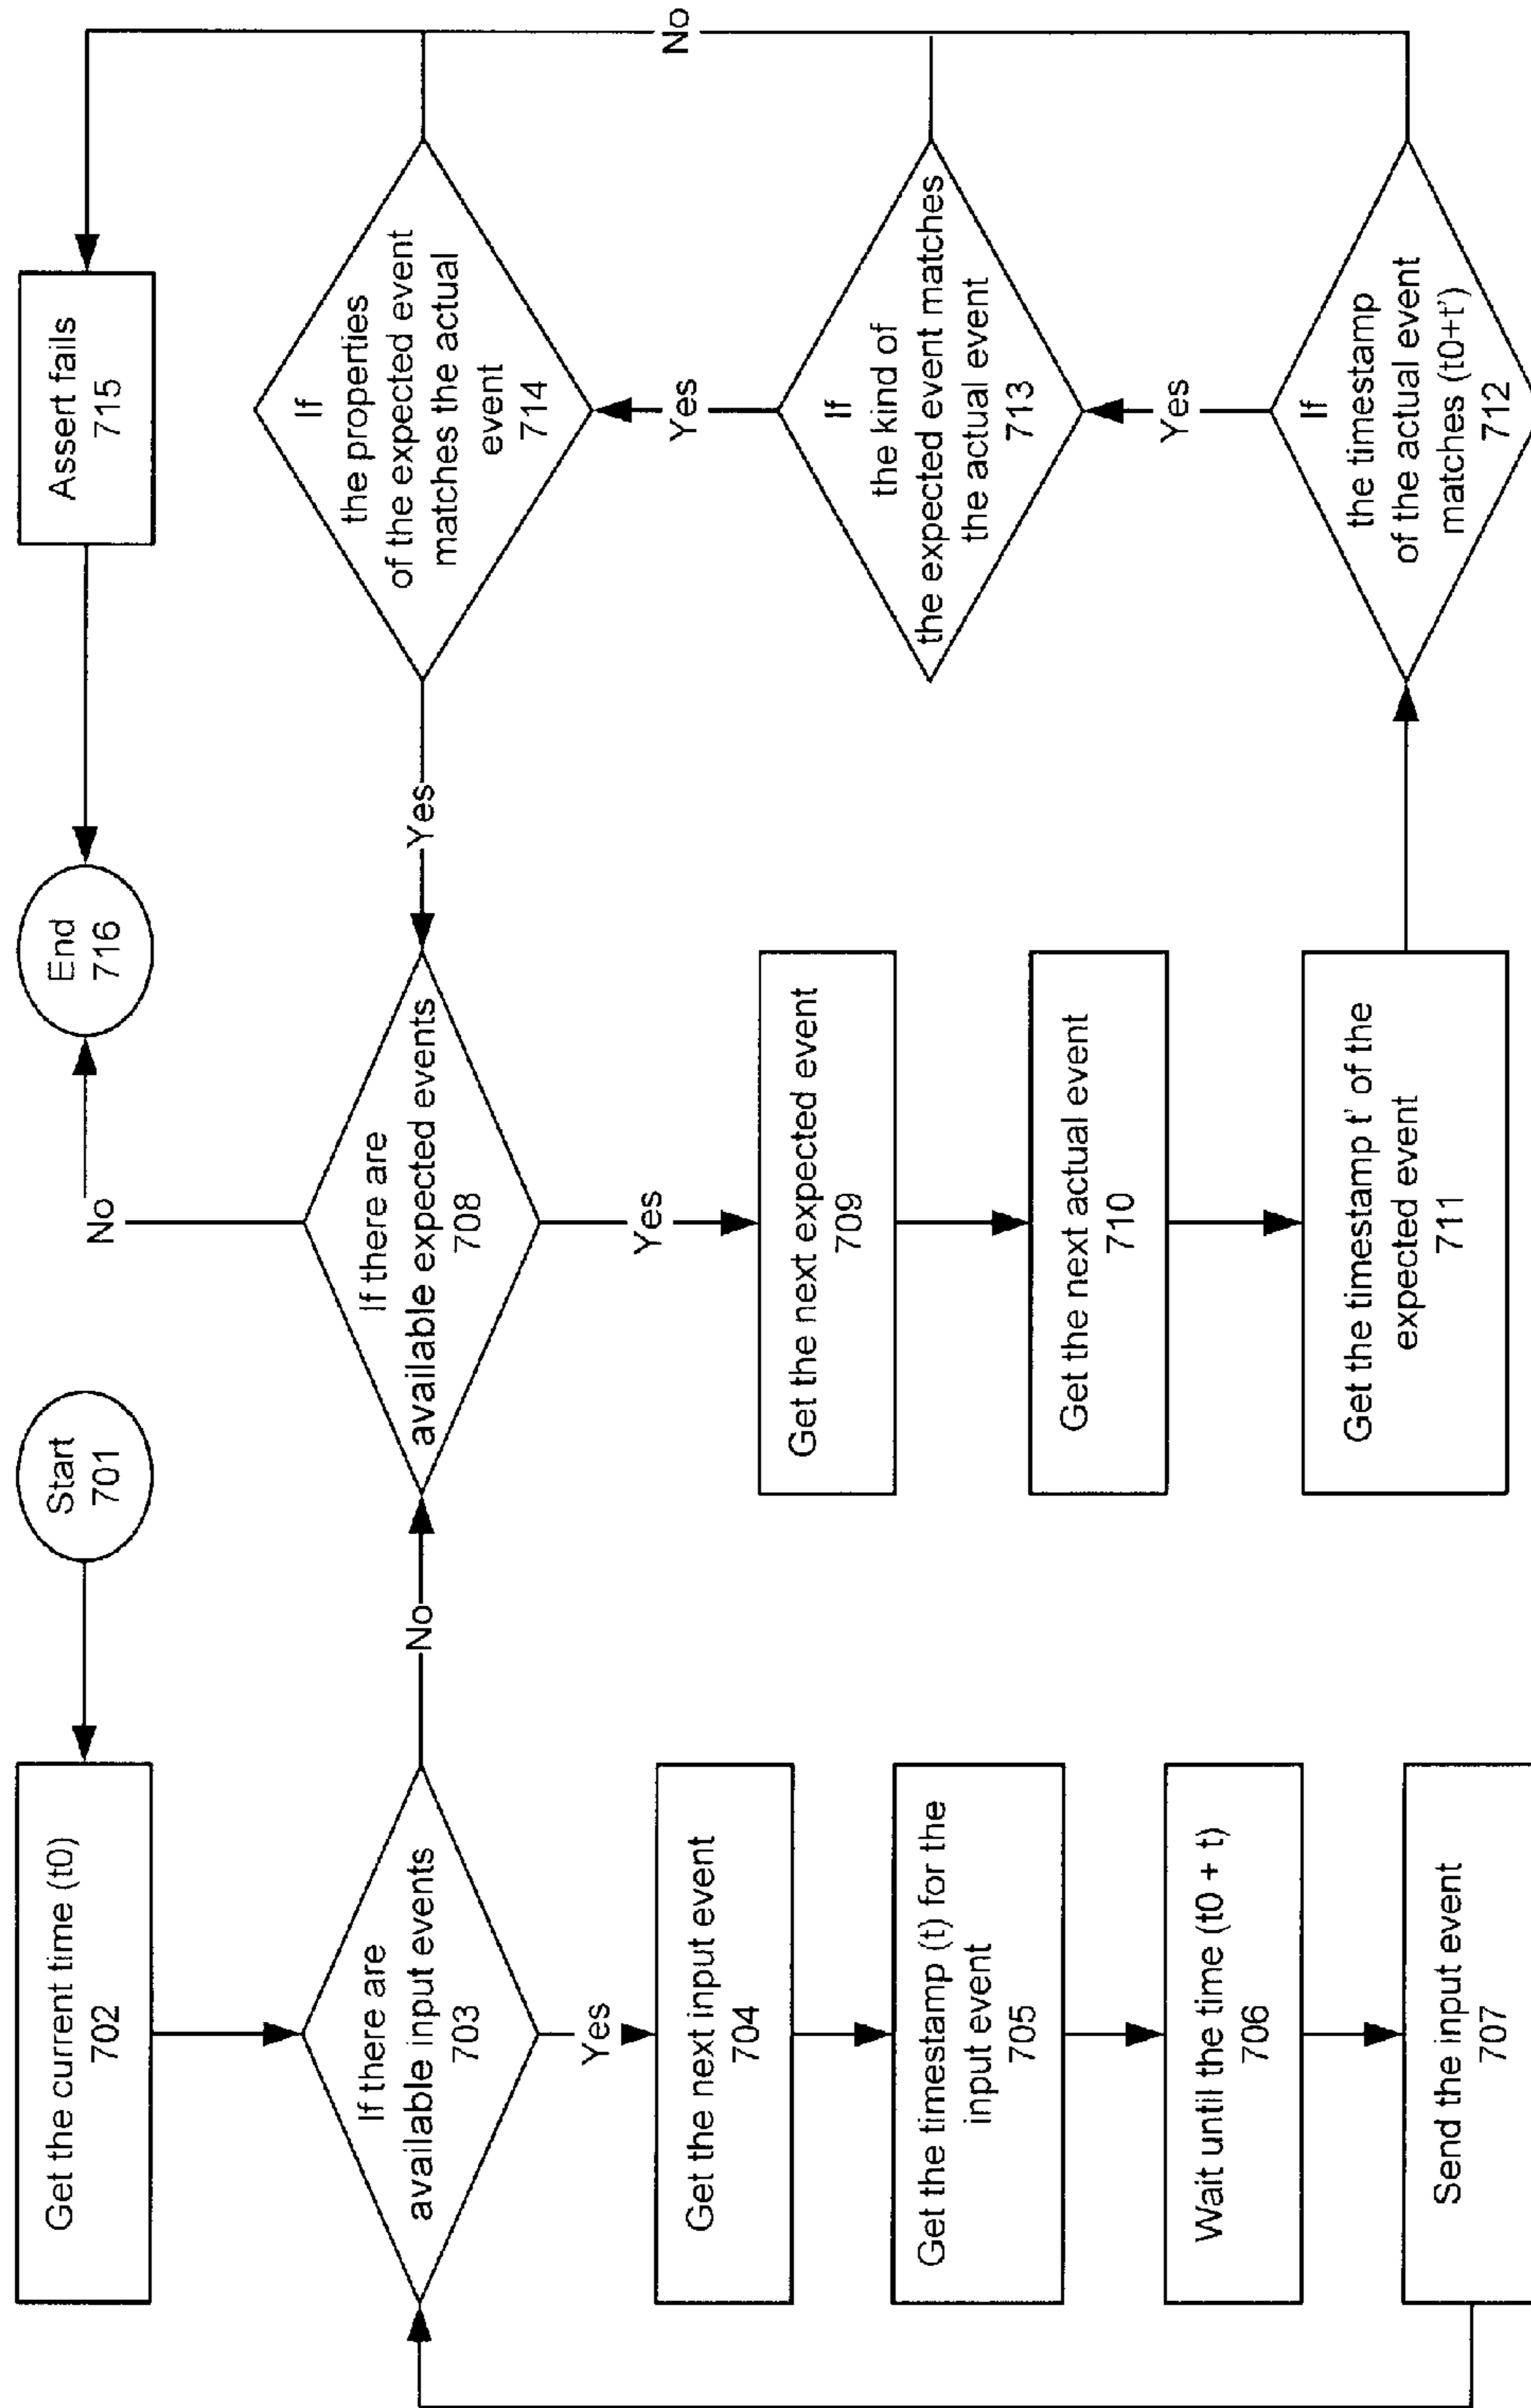 Start
701
Get the current time (t0)
702
If there are
available input events
703
Yes
No
Get the next input event
704
Get the timestamp (t) for the
input event
705
Wait until the time (t0 + t)
706
Send the input event
707
If there are
available expected events
708
No
Yes
Get the next expected event
709
Get the next actual event
710
Get the timestamp t' of the
expected event
711
If
the timestamp
of the actual event
matches (t0+t')
712
Yes
If
the kind of
the expected event matches
the actual event
713
Yes
If
the properties
of the expected event
matches the actual
event
714
Yes
No
Assert fails
715
End
716